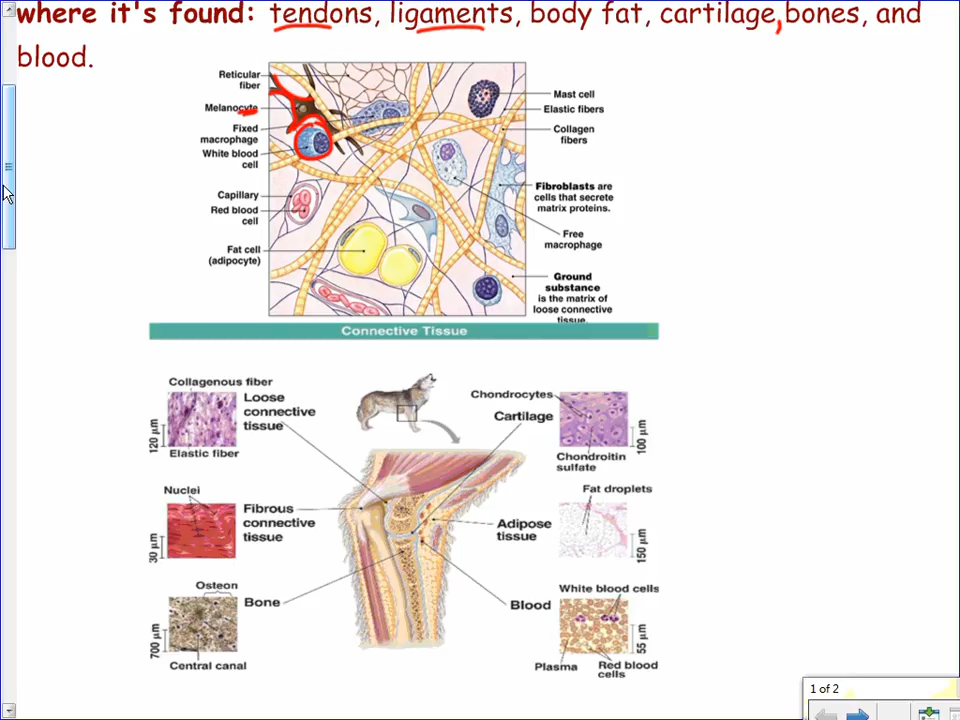 where it's found: tendons, ligaments, body fat, cartilage, bones, and
blood.
Reticular
fiber
Melanocyte
Fixed
macrophage
White blood
cell
Capillary
Red blood
cell
Fat cell
(adipocyte)
Mast cell
Elastic fibers
Collagen
fibers
Fibroblasts are
cells that secrete
matrix proteins.
Free
macrophage
Ground
substance
is the matrix of
loose connective
tissue.
Connective Tissue
Collagenous fiber
Loose
connective
tissue
120 µm
Elastic fiber
Nuclei
Fibrous
connective
tissue
30 µm
Osteon
Bone
700 µm
Central canal
Chondrocytes
Cartilage
100 µm
Chondroitin
sulfate
Fat droplets
Adipose
tissue
150 µm
White blood cells
Blood
55 µm
Plasma
Red blood
cells
1 of 2